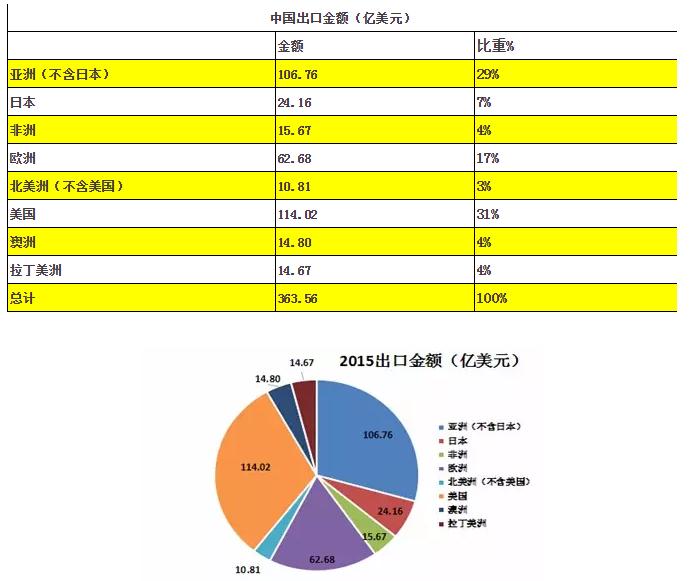 中国出口金额（亿美元）
金额 比重%
亚洲（不含日本） 106.76 29%
日本 24.16 7%
非洲 15.67 4%
欧洲 62.68 17%
北美洲（不含美国） 10.81 3%
美国 114.02 31%
澳洲 14.80 4%
拉丁美洲 14.67 4%
总计 363.56 100%
2015出口金额（亿美元）
14.67
14.80
106.76
114.02
24.16
15.67
62.68
10.81
亚洲（不含日本）
日本
非洲
欧洲
北美洲（不含美国）
美国
澳洲
拉丁美洲